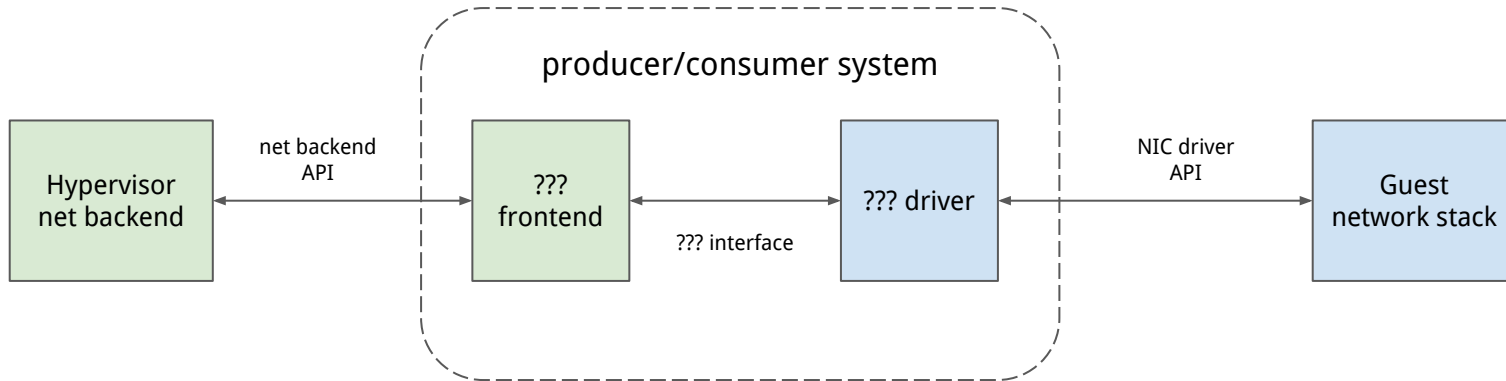 producer/consumer system
net backend
API
NIC driver
API
Hypervisor
net backend
???
frontend
??? driver
Guest
network stack
??? interface